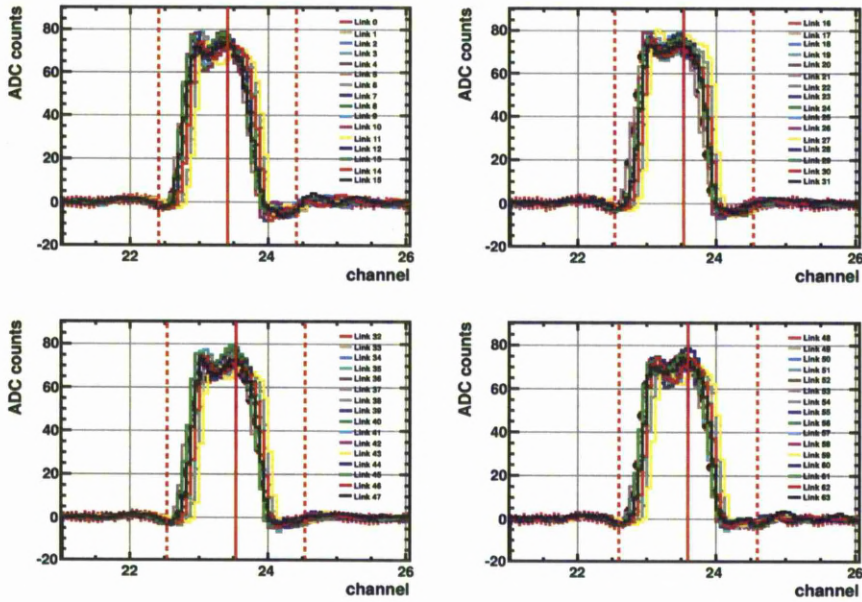 ADC counts
80
60
40
20
0
-20
22
24
26
channel
Link 0
Link 1
Link 2
Link 3
Link 4
Link 5
Link 6
Link 7
Link 8
Link 9
Link 10
Link 11
Link 12
Link 13
Link 14
Link 15
ADC counts
80
60
40
20
0
-20
22
24
26
channel
Link 16
Link 17
Link 18
Link 19
Link 20
Link 21
Link 22
Link 23
Link 24
Link 25
Link 26
Link 27
Link 28
Link 29
Link 30
Link 31
ADC counts
80
60
40
20
0
-20
22
24
26
channel
Link 32
Link 33
Link 34
Link 35
Link 36
Link 37
Link 38
Link 39
Link 40
Link 41
Link 42
Link 43
Link 44
Link 45
Link 46
Link 47
ADC counts
80
60
40
20
0
-20
22
24
26
channel
Link 48
Link 49
Link 50
Link 51
Link 52
Link 53
Link 54
Link 55
Link 56
Link 57
Link 58
Link 59
Link 60
Link 61
Link 62
Link 63